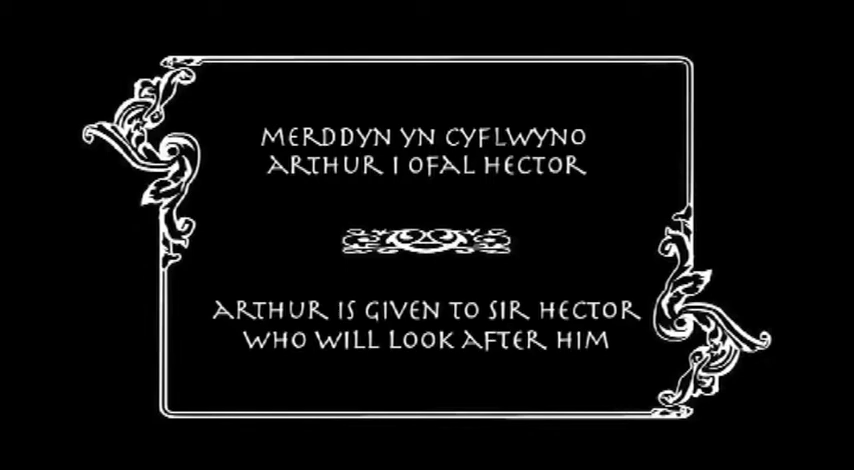 MERDDYN YN CYFLWYNO
ARTHUR I OFAL HECTOR
ARTHUR IS GIVEN TO SIR HECTOR
WHO WILL LOOK AFTER HIM